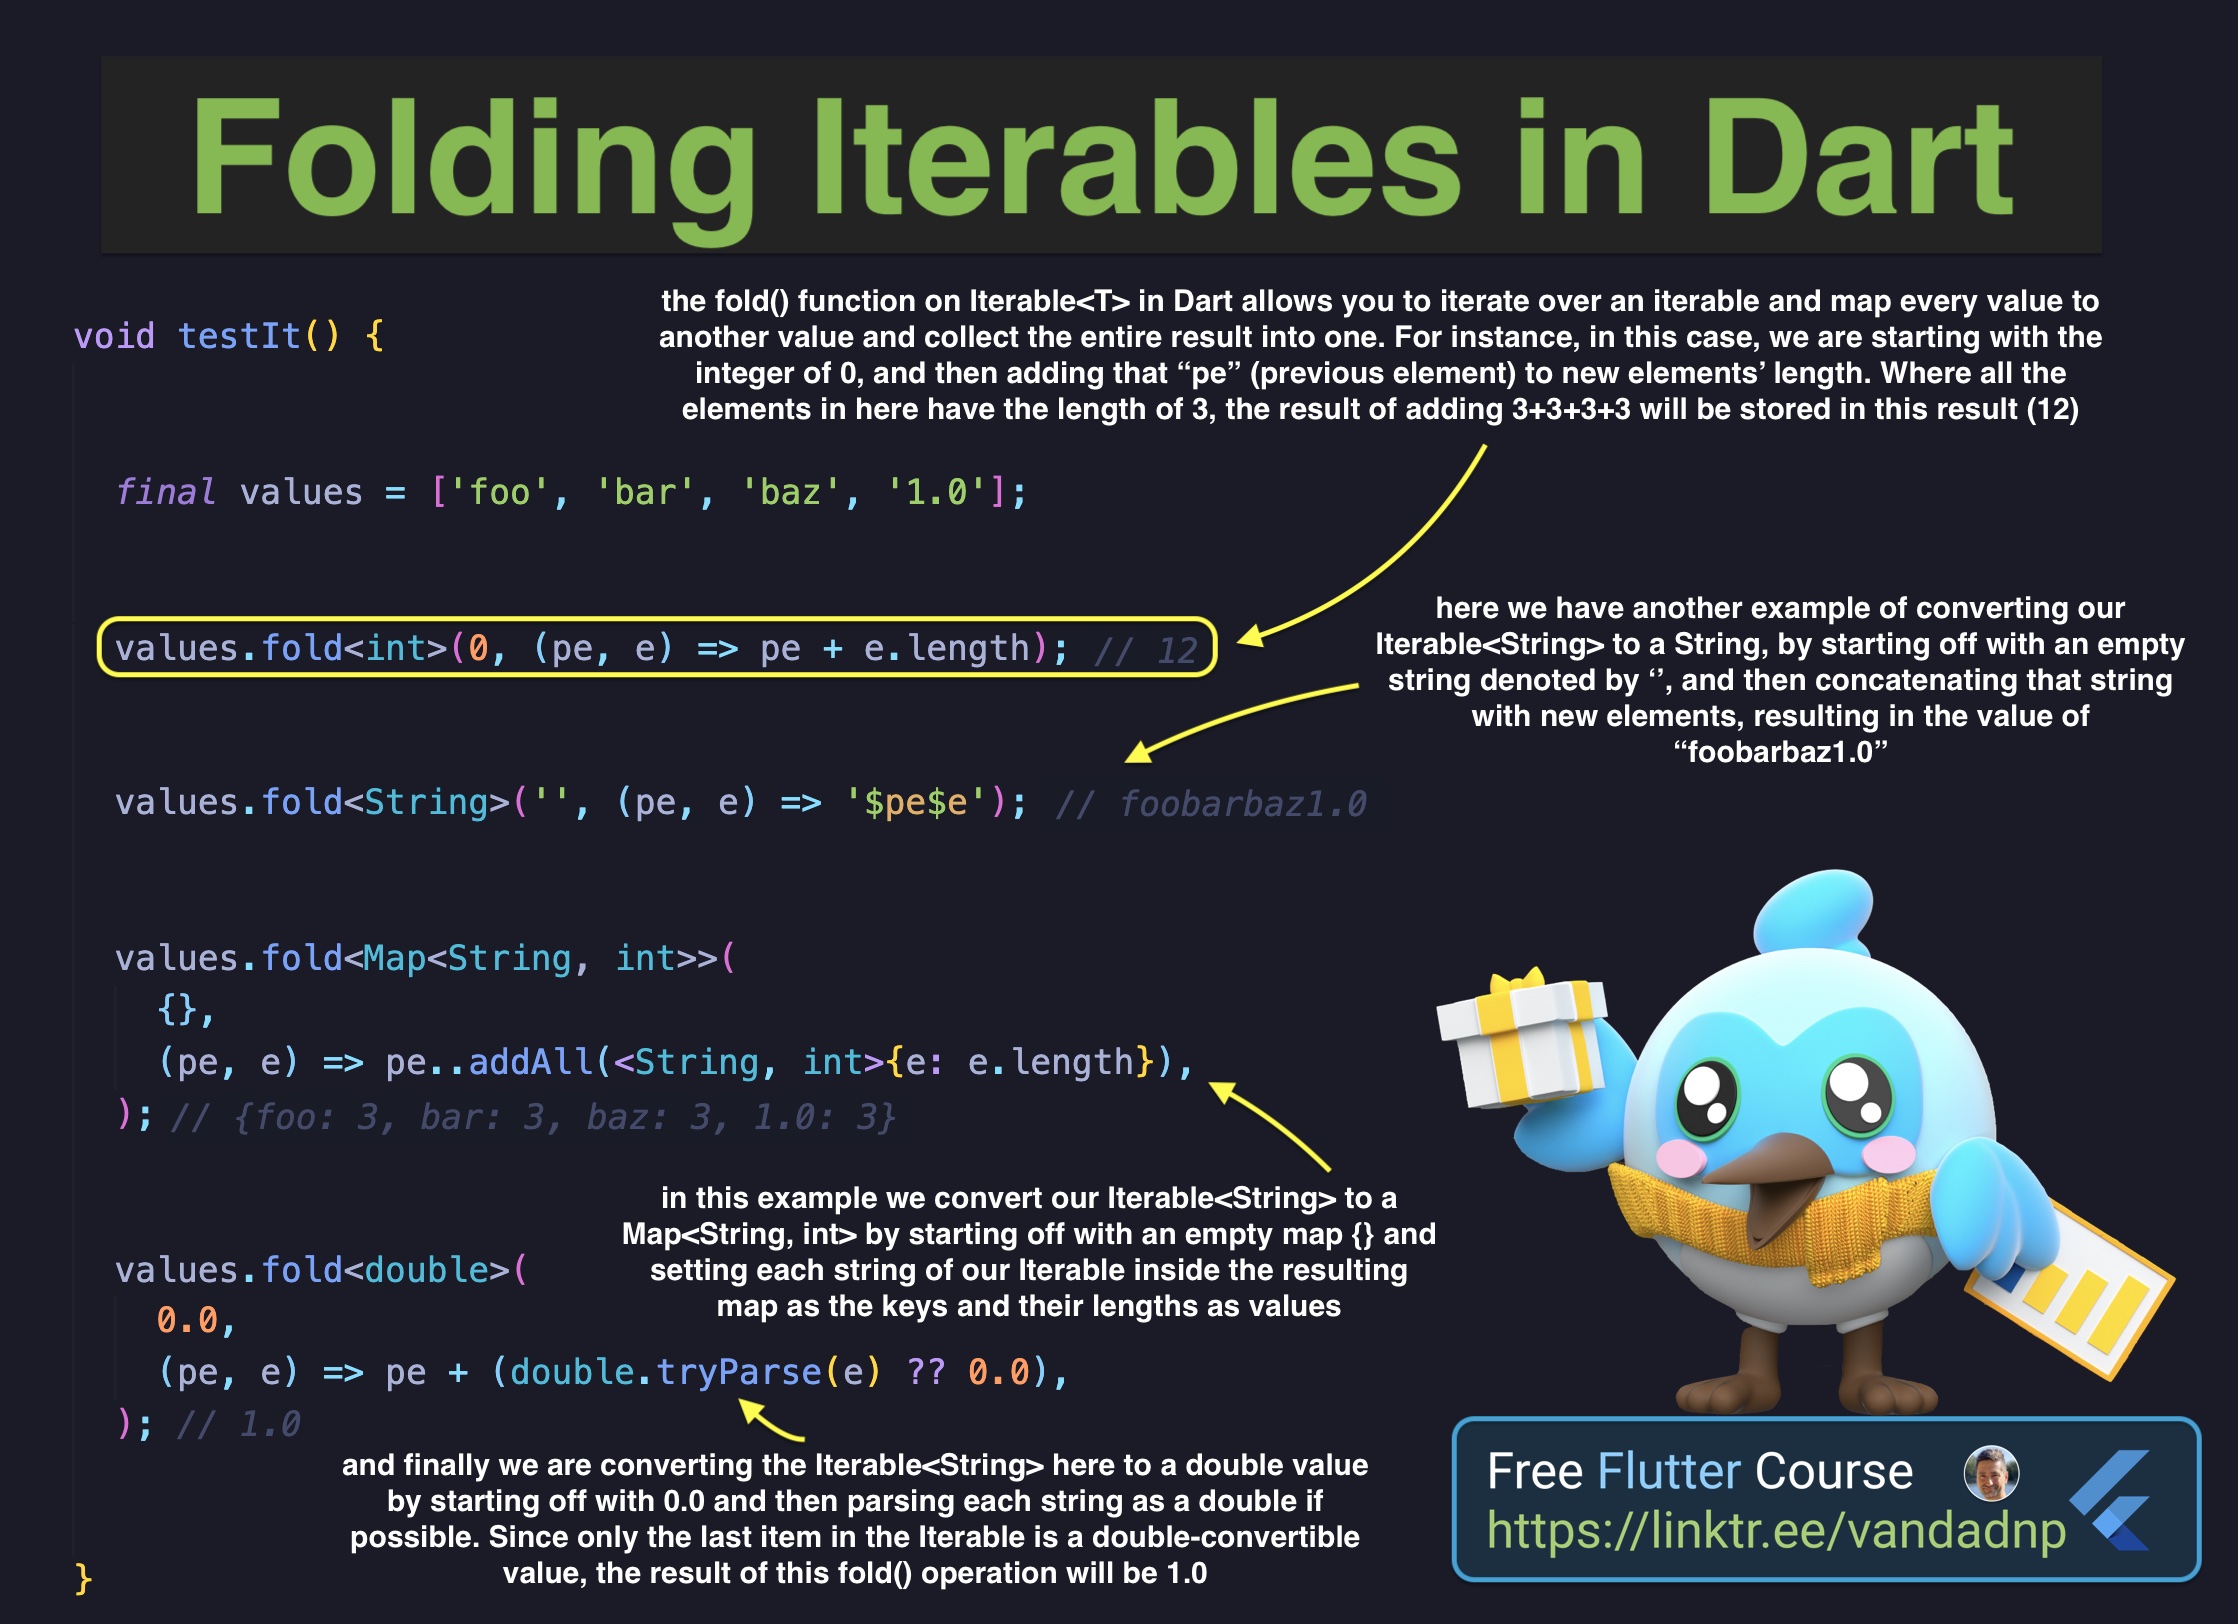 Folding Iterables in Dart
the fold() function on Iterable<T> in Dart allows you to iterate over an iterable and map every value to
another value and collect the entire result into one. For instance, in this case, we are starting with the
integer of 0, and then adding that “pe” (previous element) to new elements’ length. Where all the
elements in here have the length of 3, the result of adding 3+3+3+3 will be stored in this result (12)
void testIt() {
final values = ['foo', 'bar', 'baz', '1.0'];
values.fold<int>(0, (pe, e) => pe + e.length); // 12
here we have another example of converting our
Iterable<String> to a String, by starting off with an empty
string denoted by ‘’, and then concatenating that string
with new elements, resulting in the value of
“foobarbaz1.0”
values.fold<String>('', (pe, e) => '$pe$e'); // foobarbaz1.0
values.fold<Map<String, int>>(
{},
(pe, e) => pe..addAll(<String, int>{e: e.length}),
); // {foo: 3, bar: 3, baz: 3, 1.0: 3}
in this example we convert our Iterable<String> to a
Map<String, int> by starting off with an empty map {} and
setting each string of our Iterable inside the resulting
map as the keys and their lengths as values
values.fold<double>(
0.0,
(pe, e) => pe + (double.tryParse(e) ?? 0.0),
); // 1.0
and finally we are converting the Iterable<String> here to a double value
by starting off with 0.0 and then parsing each string as a double if
possible. Since only the last item in the Iterable is a double-convertible
value, the result of this fold() operation will be 1.0
}
Free Flutter Course
https://linktr.ee/vandadnp